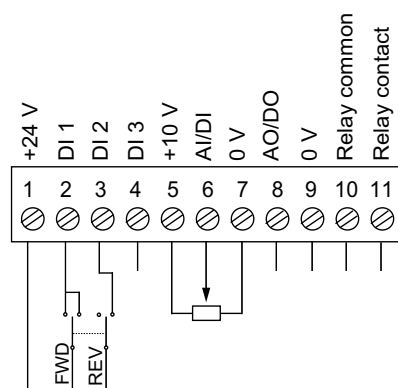 +24 V
DI 1
DI 2
DI 3
+10 V
AI/DI
0 V
AO/DO
0 V
Relay common
Relay contact
1 2 3 4 5 6 7 8 9 10 11
FWD
REV